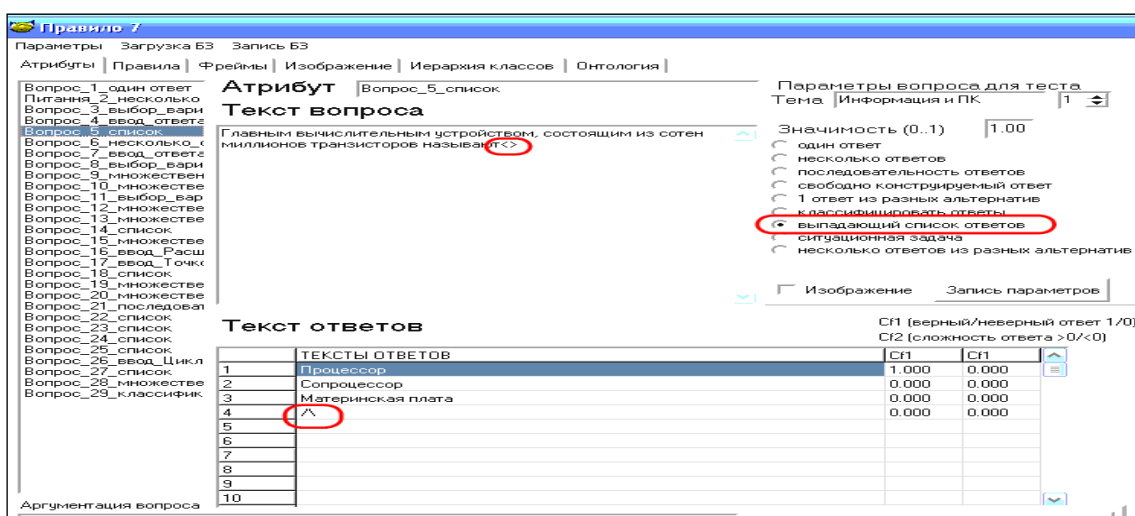 Правило 7
Параметры Загрузка БЗ Запись БЗ
Атрибуты Правила Фреймы Изображение Иерархия классов Онтология
Вопрос_1_один ответ
Питання_2_несколько
Вопрос_3_выбор_вари
Вопрос_4_ввод_ответа
Вопрос_5_список
Вопрос_6_несколько_
Вопрос_7_ввод_ответа
Вопрос_8_выбор_вари
Вопрос_9_множествен
Вопрос_10_множестве
Вопрос_11_выбор_вар
Вопрос_12_множестве
Вопрос_13_множестве
Вопрос_14_список
Вопрос_15_множестве
Вопрос_16_ввод_Расш
Вопрос_17_ввод_Точк
Вопрос_18_список
Вопрос_19_множестве
Вопрос_20_множестве
Вопрос_21_последоват
Вопрос_22_список
Вопрос_23_список
Вопрос_24_список
Вопрос_25_список
Вопрос_26_ввод_Цикл
Вопрос_27_список
Вопрос_28_множестве
Вопрос_29_классифик
Аргументация вопроса
Атрибут Вопрос_5_список
Текст вопроса
Главным вычислительным устройством, состоящим из сотен
миллионов транзисторов называют<>
Параметры вопроса для теста
Тема Информация и ПК 1
Значимость (0..1) 1.00
один ответ
несколько ответов
последовательность ответов
свободно конструируемый ответ
1 ответ из разных альтернатив
классифицировать ответы
выпадающий список ответов
ситуационная задача
несколько ответов из разных альтернатив
Изображение Запись параметров
Текст ответов
Cf1 (верный/неверный ответ 1/0)
Cf2 (сложность ответа >0/<0)
ТЕКСТЫ ОТВЕТОВ Cf1 Cf1
1 Процессор 1.000 0.000
2 Сопроцессор 0.000 0.000
3 Материнская плата 0.000 0.000
4 /\ 0.000 0.000
5
6
7
8
9
10